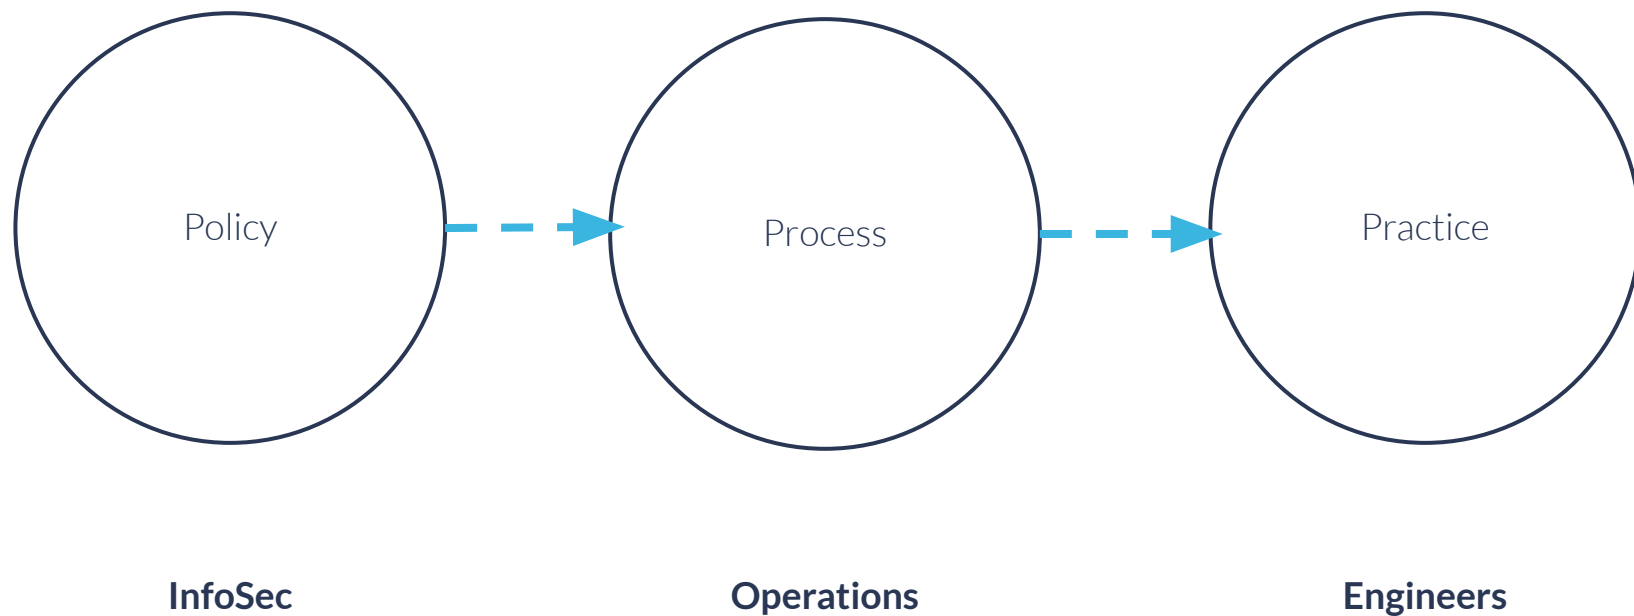 Policy
Process
Practice
InfoSec
Operations
Engineers